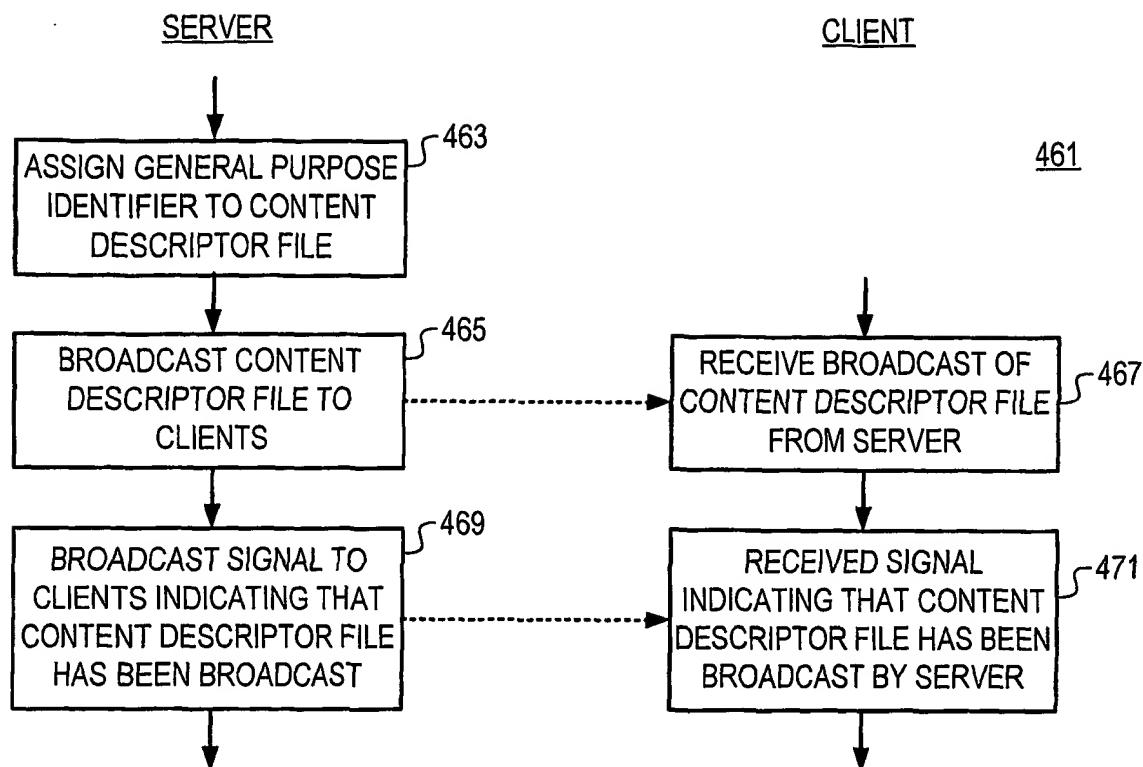 SERVER
CLIENT
463
461
ASSIGN GENERAL PURPOSE
IDENTIFIER TO CONTENT
DESCRIPTOR FILE
465
BROADCAST CONTENT
DESCRIPTOR FILE TO
CLIENTS
RECEIVE BROADCAST OF
CONTENT DESCRIPTOR FILE
FROM SERVER
467
469
BROADCAST SIGNAL TO
CLIENTS INDICATING THAT
CONTENT DESCRIPTOR FILE
HAS BEEN BROADCAST
RECEIVED SIGNAL
INDICATING THAT CONTENT
DESCRIPTOR FILE HAS BEEN
BROADCAST BY SERVER
471